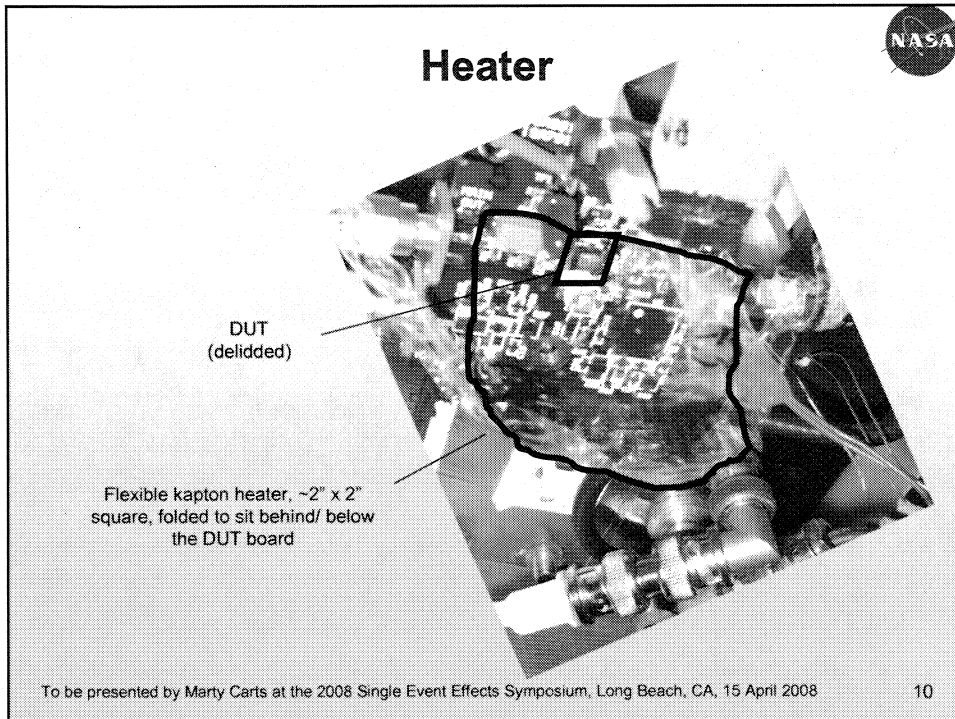 NASA
Heater
DUT
(delidded)
Flexible kapton heater, ~2" x 2"
square, folded to sit behind/ below
the DUT board
To be presented by Marty Carts at the 2008 Single Event Effects Symposium, Long Beach, CA, 15 April 2008
10